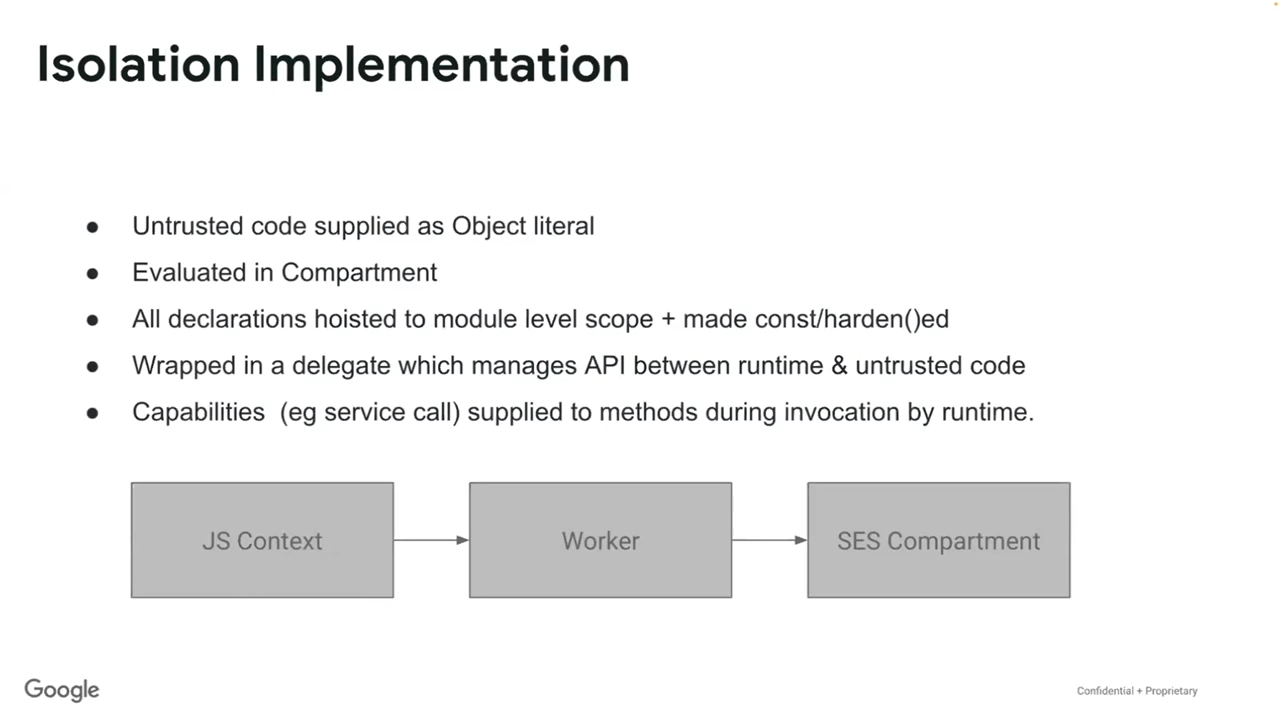 Isolation Implementation
● Untrusted code supplied as Object literal
● Evaluated in Compartment
● All declarations hoisted to module level scope + made const/harden()ed
● Wrapped in a delegate which manages API between runtime & untrusted code
● Capabilities (eg service call) supplied to methods during invocation by runtime.
JS Context
Worker
SES Compartment
Google
Confidential + Proprietary